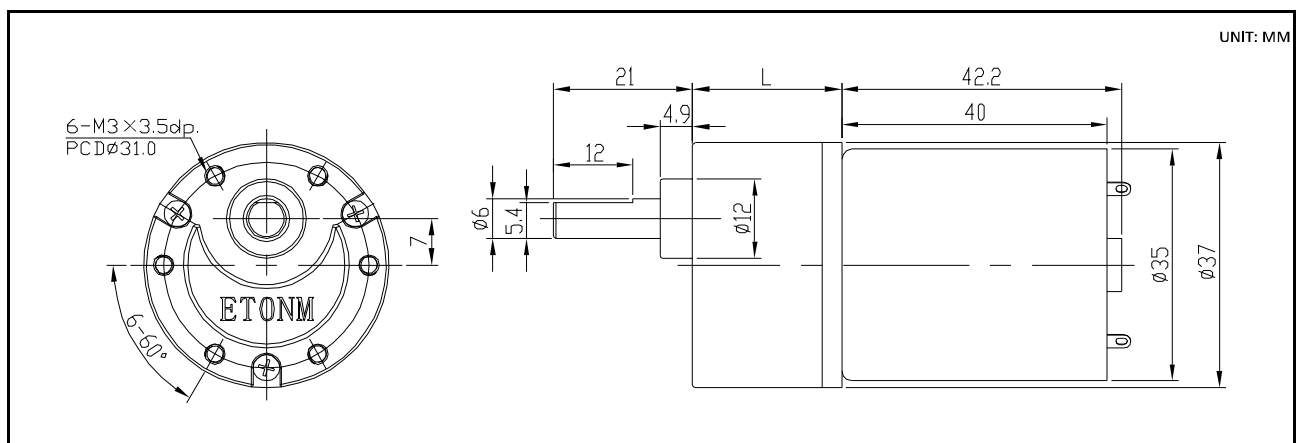 UNIT: MM
21
L
42.2
4.9
40
12
6-M3×3.5dp.
PCDø31.0
ø6
5.4
ø12
7
ø35
ø37
6-60°
ETONM